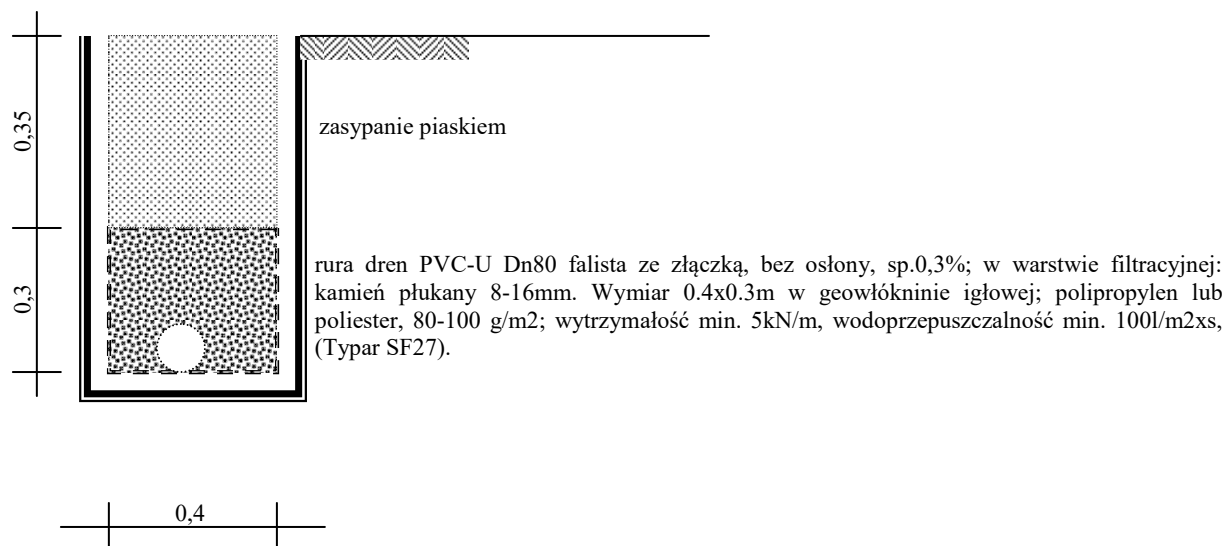 0,35
zasypanie piaskiem
0,3
rura dren PVC-U Dn80 falista ze złączką, bez osłony, sp.0,3%; w warstwie filtracyjnej:
kamień płukany 8-16mm. Wymiar 0.4x0.3m w geowłókninie igłowej; polipropylen lub
poliester, 80-100 g/m2; wytrzymałość min. 5kN/m, wodoprzepuszczalność min. 100l/m2xs,
(Typar SF27).
0,4